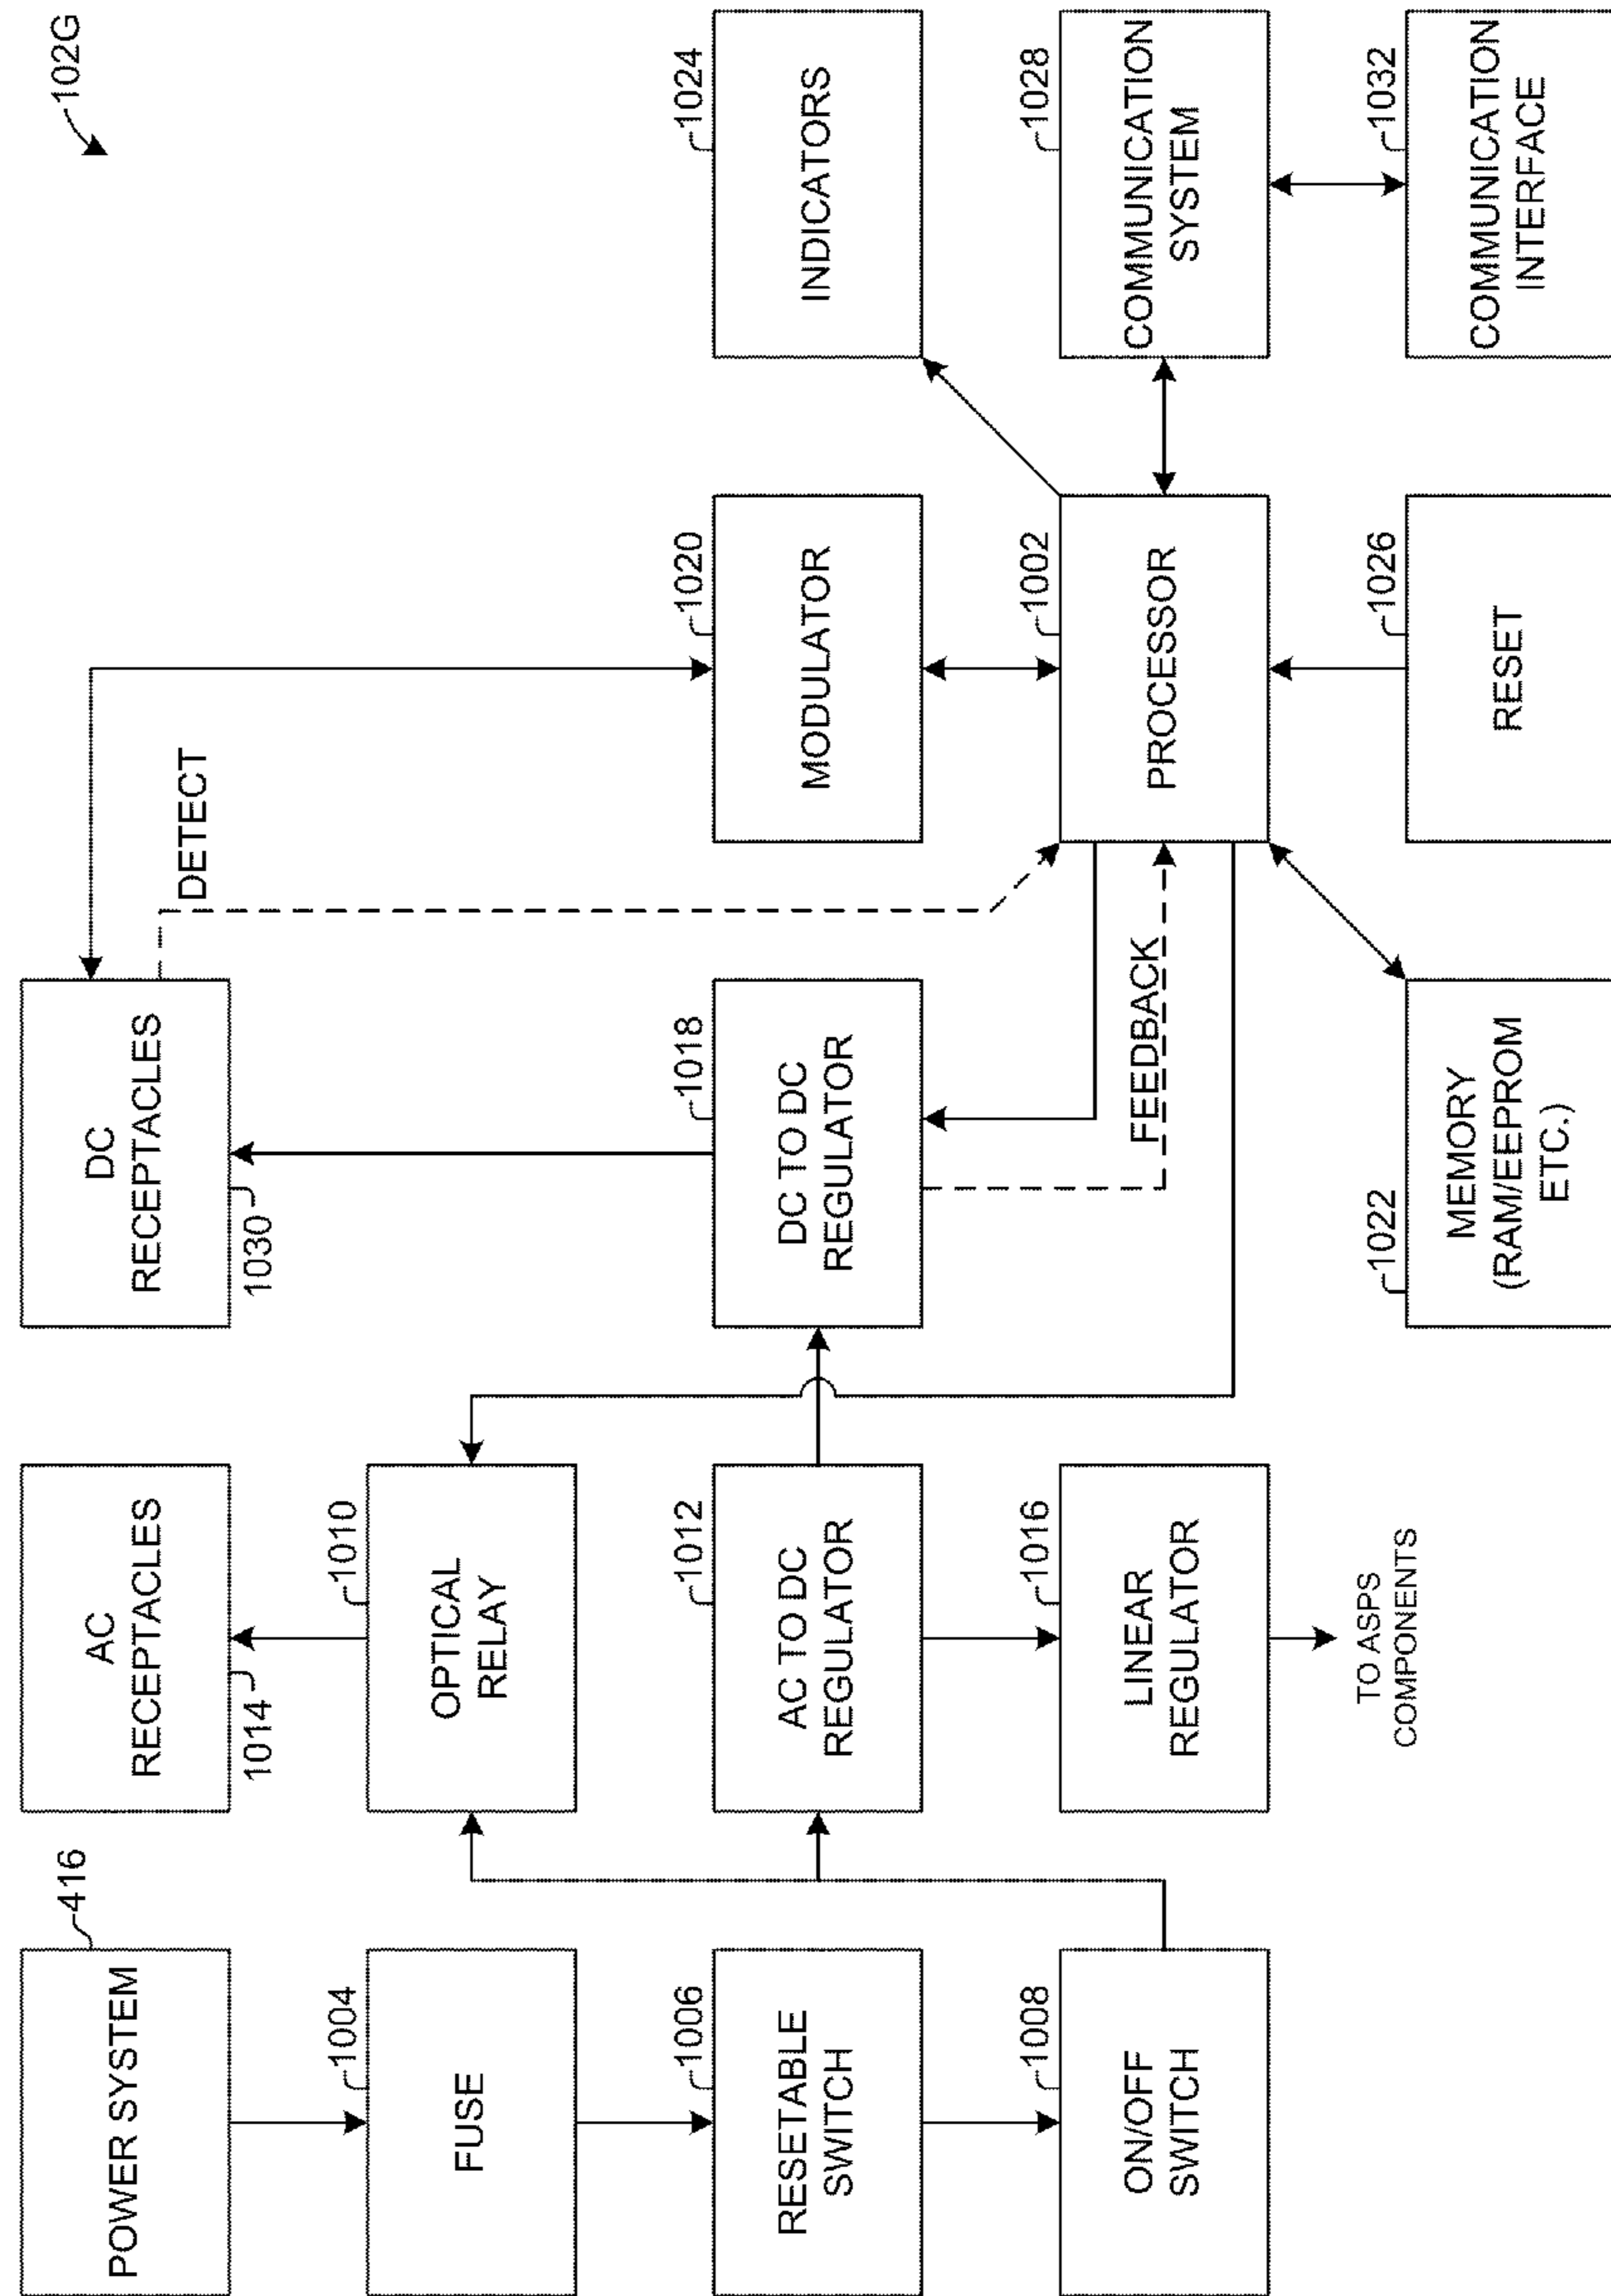 102G
POWER SYSTEM
416
FUSE
1004
RESETABLE
SWITCH
1006
ON/OFF
SWITCH
1008
AC
RECEPTACLES
1014
OPTICAL
RELAY
1010
AC TO DC
REGULATOR
1012
LINEAR
REGULATOR
1016
TO ASPS
COMPONENTS
DC
RECEPTACLES
1030
DETECT
DC TO DC
REGULATOR
1018
FEEDBACK
MEMORY
(RAM/EEPROM
ETC.)
1022
MODULATOR
1020
PROCESSOR
1002
RESET
1026
INDICATORS
1024
COMMUNICATION
SYSTEM
1028
COMMUNICATION
INTERFACE
1032